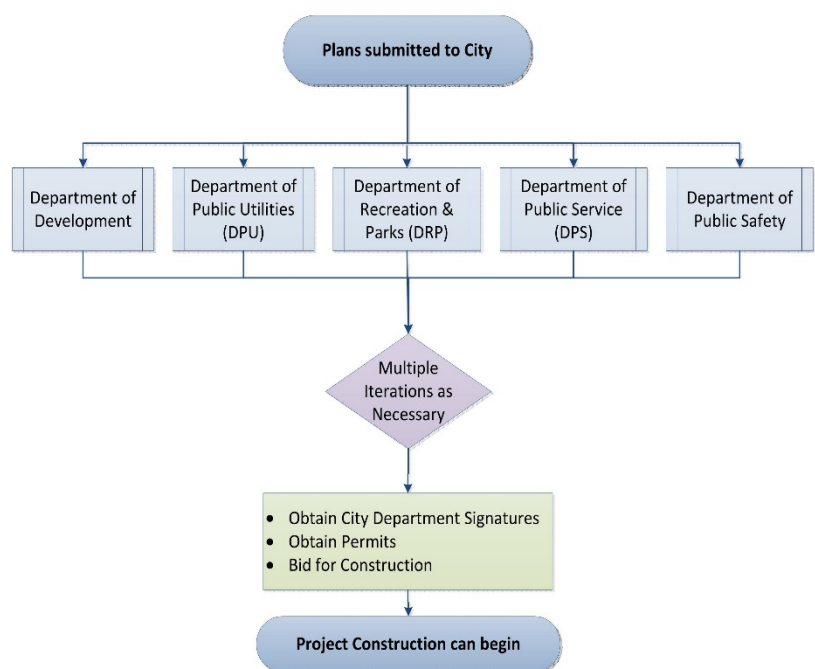 Plans submitted to City
Department of
Development
Department of
Public Utilities
(DPU)
Department of
Recreation &
Parks (DRP)
Department of
Public Service
(DPS)
Department of
Public Safety
Multiple
Iterations as
Necessary
• Obtain City Department Signatures
• Obtain Permits
• Bid for Construction
Project Construction can begin